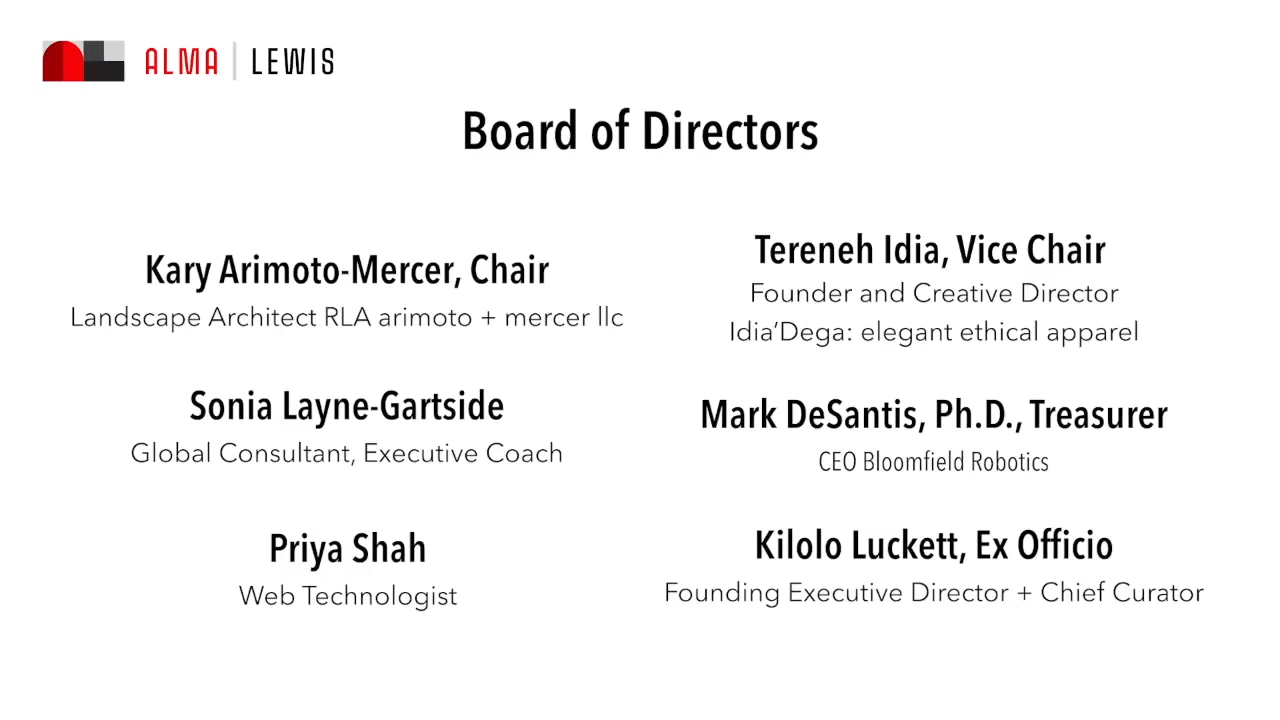 ALMA | LEWIS
Board of Directors
Kary Arimoto-Mercer, Chair
Landscape Architect RLA arimoto + mercer llc
Sonia Layne-Gartside
Global Consultant, Executive Coach
Priya Shah
Web Technologist
Tereneh Idia, Vice Chair
Founder and Creative Director
Idia’Dega: elegant ethical apparel
Mark DeSantis, Ph.D., Treasurer
CEO Bloomfield Robotics
Kilolo Luckett, Ex Officio
Founding Executive Director + Chief Curator